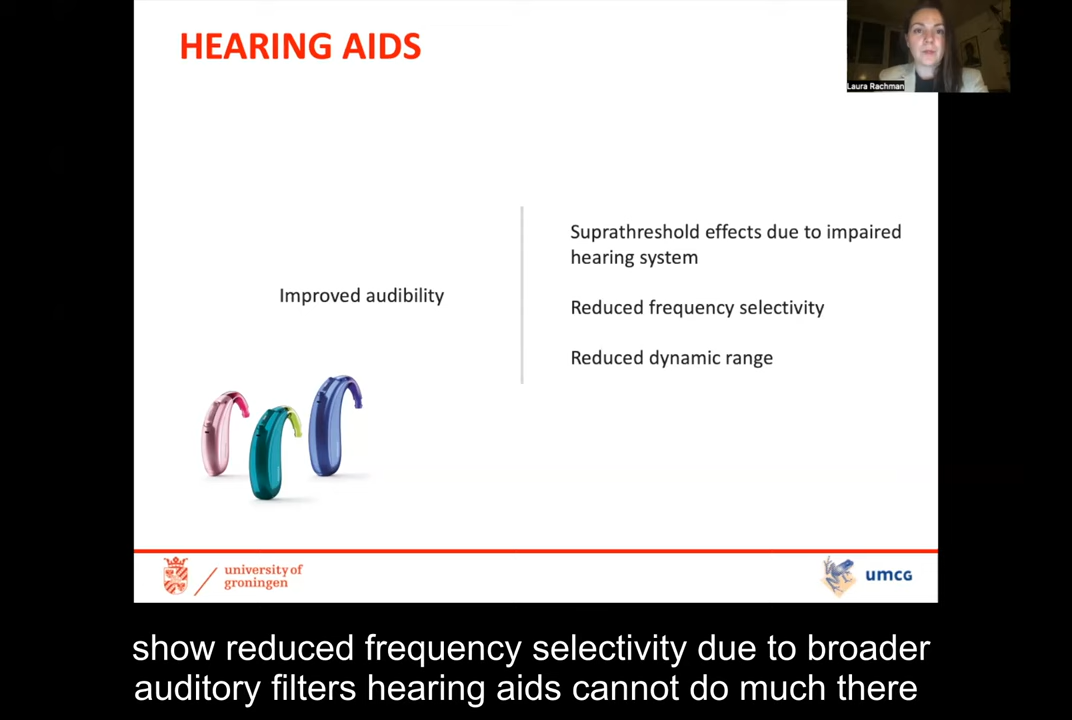 HEARING AIDS
Laura Rachman
Suprathreshold effects due to impaired
hearing system
Improved audibility
Reduced frequency selectivity
Reduced dynamic range
university of
groningen
umcg
show reduced frequency selectivity due to broader
auditory filters hearing aids cannot do much there